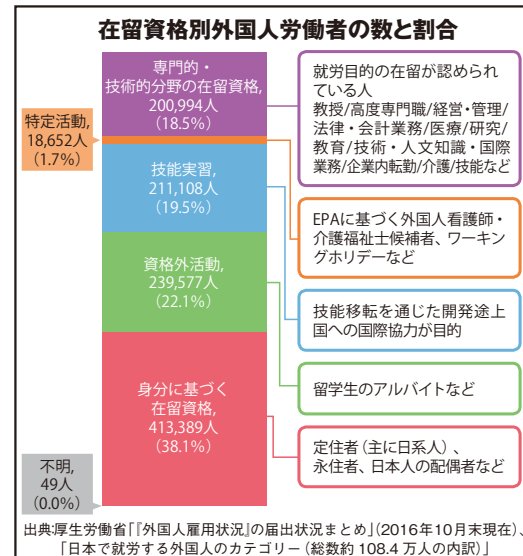 在留資格別外国人労働者の数と割合
専門的・
技術的分野の在留資格,
200,994人
(18.5%)
特定活動,
18,652人
(1.7%)
技能実習,
211,108人
(19.5%)
資格外活動,
239,577人
(22.1%)
身分に基づく
在留資格,
413,389人
(38.1%)
不明,
49人
(0.0%)
就労目的の在留が認められ
ている人
教授/高度専門職/経営・管理/
法律・会計業務/医療/研究/
教育/技術・人文知識・国際
業務/企業内転勤/介護/技能など
EPAに基づく外国人看護師・
介護福祉士候補者、ワーキン
グホリデーなど
技能移転を通じた開発途上
国への国際協力が目的
留学生のアルバイトなど
定住者(主に日系人)、
永住者、日本人の配偶者など
出典:厚生労働省「『外国人雇用状況』の届出状況まとめ」(2016年10月末現在)、
「日本で就労する外国人のカテゴリー(総数約108.4万人の内訳)」